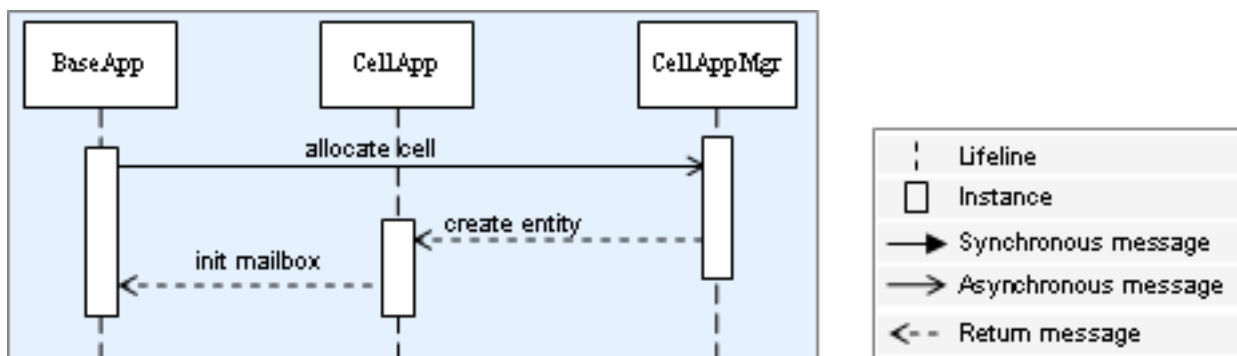 BaseApp
CellApp
CellAppMgr
allocate cell
create entity
init mailbox
Lifeline
Instance
Synchronous message
Asynchronous message
Return message